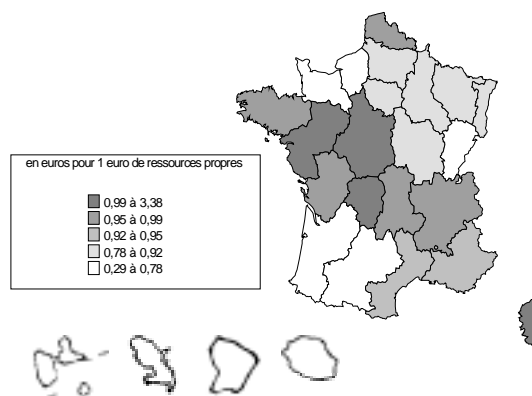 en euros pour 1 euro de ressources propres
0,99 à 3,38
0,95 à 0,99
0,92 à 0,95
0,78 à 0,92
0,29 à 0,78